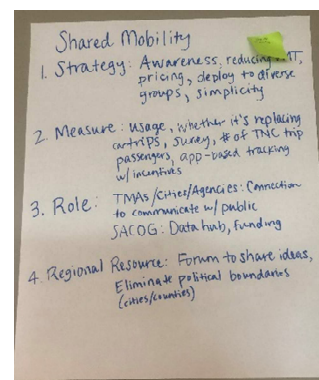 Shared Mobility
1. Strategy: Awareness, reducing MT,
pricing, deploy to diverse
groups, simplicity
2. Measure: usage, whether it's replacing
car trips, survey, # of TNC trip
passengers, app-based tracking
w/ incentives
3. Role: TMAs/Cities/Agencies: Connection
to communicate w/ public
SACOG: Data hub, Funding
4. Regional Resource: Forum to share ideas,
Eliminate political boundaries
(cities/counties)